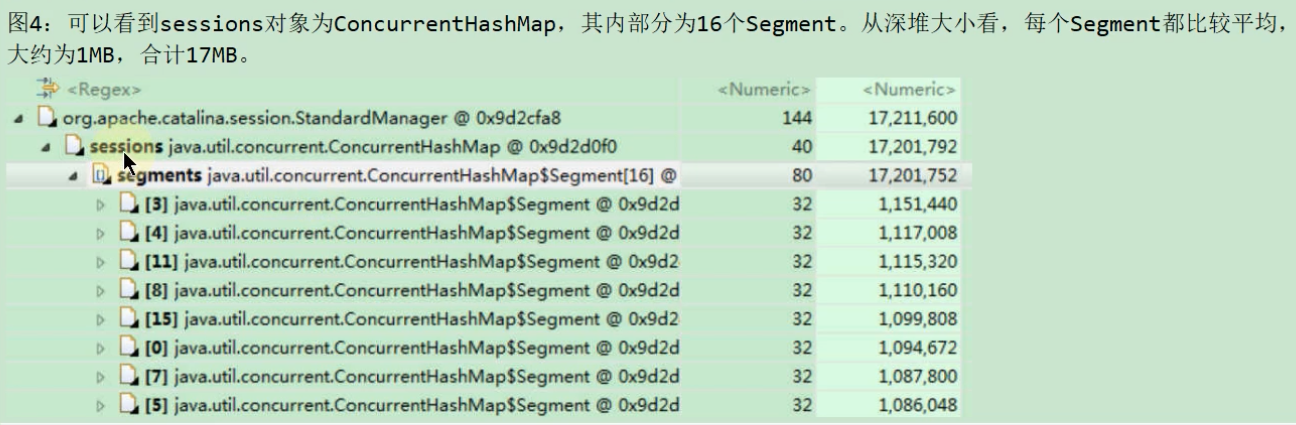 图4：可以看到sessions对象为ConcurrentHashMap，其内部分为16个Segment。从深堆大小看，每个Segment都比较平均，
大约为1MB，合计17MB。
<Regex> <Numeric> <Numeric>
org.apache.catalina.session.StandardManager @ 0x9d2cfa8 144 17,211,600
sessions java.util.concurrent.ConcurrentHashMap @ 0x9d2d0f0 40 17,201,792
segments java.util.concurrent.ConcurrentHashMap$Segment[16] @ 80 17,201,752
[3] java.util.concurrent.ConcurrentHashMap$Segment @ 0x9d2d 32 1,151,440
[4] java.util.concurrent.ConcurrentHashMap$Segment @ 0x9d2d 32 1,117,008
[11] java.util.concurrent.ConcurrentHashMap$Segment @ 0x9d2 32 1,115,320
[8] java.util.concurrent.ConcurrentHashMap$Segment @ 0x9d2d 32 1,110,160
[15] java.util.concurrent.ConcurrentHashMap$Segment @ 0x9d2 32 1,099,808
[0] java.util.concurrent.ConcurrentHashMap$Segment @ 0x9d2d 32 1,094,672
[7] java.util.concurrent.ConcurrentHashMap$Segment @ 0x9d2d 32 1,087,800
[5] java.util.concurrent.ConcurrentHashMap$Segment @ 0x9d2d 32 1,086,048